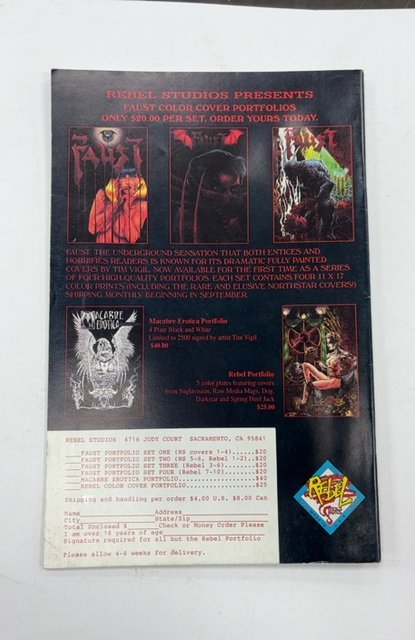 REBEL STUDIOS PRESENTS
FAUST COLOR COVER PORTFOLIOS
ONLY $20.00 PER SET, ORDER YOURS TODAY.
FAUST
FAUST
FAUST
FAUST, THE UNDERGROUND SENSATION THAT BOTH ENTICES AND
HORRIFIES READERS IS KNOWN FOR ITS DRAMATIC FULLY PAINTED
COVERS BY TIM VIGIL. NOW AVAILABLE FOR THE FIRST TIME AS A SERIES
OF FOUR HIGH-QUALITY PORTFOLIOS. EACH SET CONTAINS FOUR 11 X 17
COLOR PRINTS (INCLUDING THE RARE AND ELUSIVE NORTHSTAR COVERS!)
SHIPPING MONTHLY BEGINNING IN SEPTEMBER.
MACABRE
EROTICA
Macabre Erotica Portfolio
4 Plate Black and White
Limited to 2500 signed by artist Tim Vigil
$40.00
Rebel Portfolio
5 color plates featuring covers
from Nightvision, Raw Media Mags, Dog,
Darkstar and Spring Heel Jack
$25.00
REBEL STUDIOS 4716 JUDY COURT SACRAMENTO, CA 95841
FAUST PORTFOLIO SET ONE (NS covers 1-4)......$20
FAUST PORTFOLIO SET TWO (NS 5-6, Rebel 1-2)..$20
FAUST PORTFOLIO SET THREE (Rebel 3-6)........$20
FAUST PORTFOLIO SET FOUR (Rebel 7-10)........$20
MACABRE EROTICA PORTFOLIO....................$40
REBEL COLOR COVER PORTFOLIO..................$25
Shipping and handling per order $4.00 U.S. $8.00 Can
Name Address
City State/Zip
Total Enclosed $ Check or Money Order Please
I am over 18 years of age
Signature required for all but the Rebel Portfolio
Please allow 4-6 weeks for delivery.
REBEL